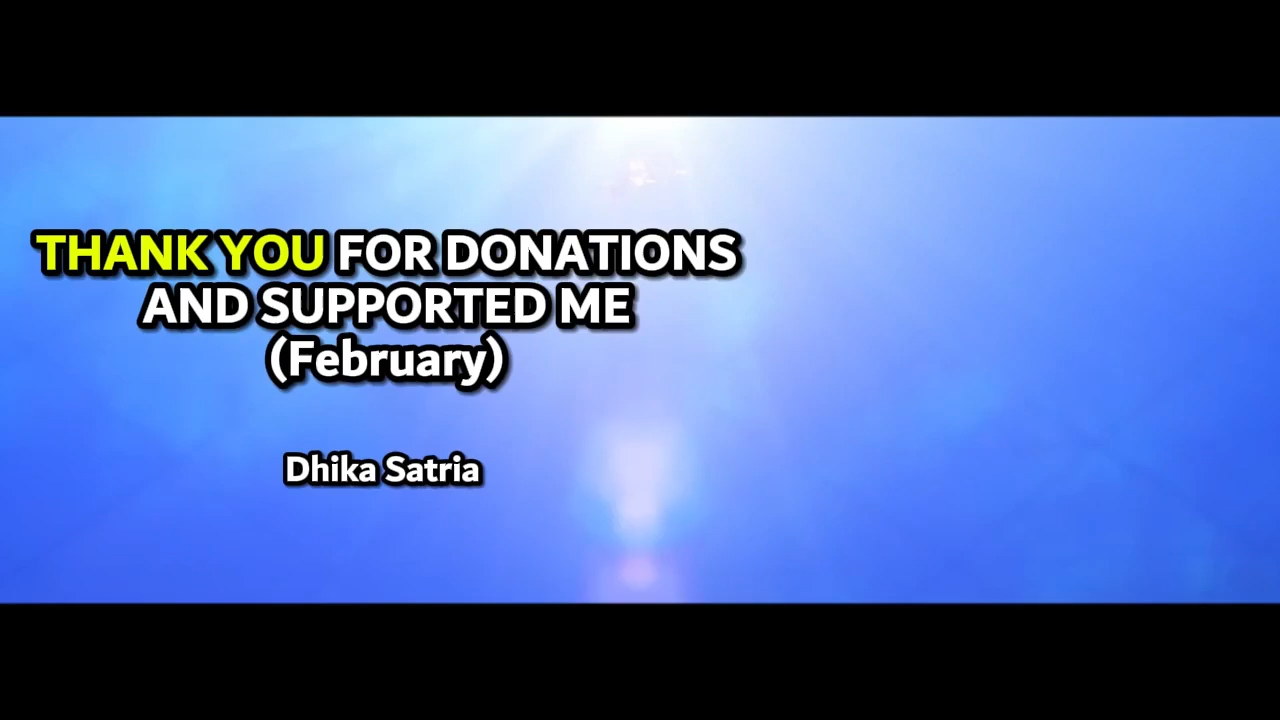 THANK YOU FOR DONATIONS
AND SUPPORTED ME
(February)
Dhika Satria